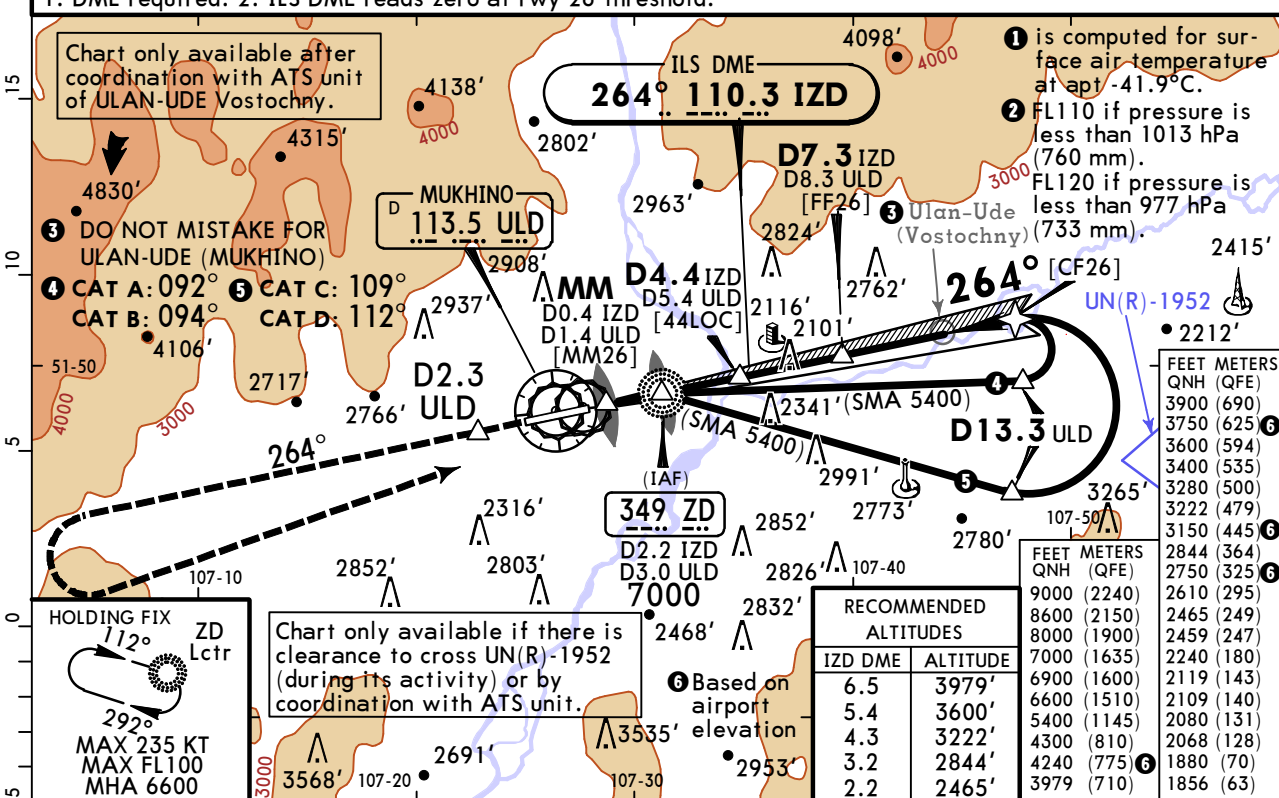 1. DME required. 2. ILS DME reads zero at rwy 26 threshold.
Chart only available after
coordination with ATS unit
of ULAN-UDE Vostochny.
15
4138'
4000
4315'
4830'
2802'
ILS DME
264° 110.3 IZD
4098'
4000
❶ is computed for sur-
face air temperature
at apt -41.9°C.
❷ FL110 if pressure is
less than 1013 hPa
(760 mm).
FL120 if pressure is
less than 977 hPa
(733 mm).
3000
D7.3 IZD
D8.3 ULD
[FF26]
2963'
❸ Ulan-Ude
(Vostochny)
MUKHINO
D 113.5 ULD
❸ DO NOT MISTAKE FOR
ULAN-UDE (MUKHINO)
❹ CAT A: 092°
CAT B: 094°
❺ CAT C: 109°
CAT D: 112°
4106'
10
2908'
2937'
MM
D0.4 IZD
D1.4 ULD
[MM26]
D4.4 IZD
D5.4 ULD
[44LOC]
2824'
2116'
2101'
2762'
264°
[CF26]
2415'
UN(R)-1952
2212'
51-50
4000
3000
2717'
2766'
D2.3
ULD
264°
5
❹
2341'
(SMA 5400)
(SMA 5400)
D13.3 ULD
❺
2991'
2773'
2780'
3265'
107-50
(IAF)
349 ZD
D2.2 IZD
D3.0 ULD
7000
2316'
2852'
2803'
2852'
2826'
107-40
2832'
2468'
107-10
0
HOLDING FIX
112°
ZD
Lctr
292°
MAX 235 KT
MAX FL100
MHA 6600
5
3000
Chart only available if there is
clearance to cross UN(R)-1952
(during its activity) or by
coordination with ATS unit.
❻ Based on
airport
elevation
3568'
107-20
2691'
3535'
107-30
2953'
RECOMMENDED
ALTITUDES
IZD DME ALTITUDE
6.5 3979'
5.4 3600'
4.3 3222'
3.2 2844'
2.2 2465'
FEET METERS
QNH (QFE)
9000 (2240)
8600 (2150)
8000 (1900)
7000 (1635)
6900 (1600)
6600 (1510)
5400 (1145)
4300 (810)
4240 (775) ❻
3979 (710)
FEET METERS
QNH (QFE)
3900 (690)
3750 (625) ❻
3600 (594)
3400 (535)
3280 (500)
3222 (479)
3150 (445) ❻
2844 (364)
2750 (325) ❻
2610 (295)
2465 (249)
2459 (247)
2240 (180)
2119 (143)
2109 (140)
2080 (131)
2068 (128)
1880 (70)
1856 (63)